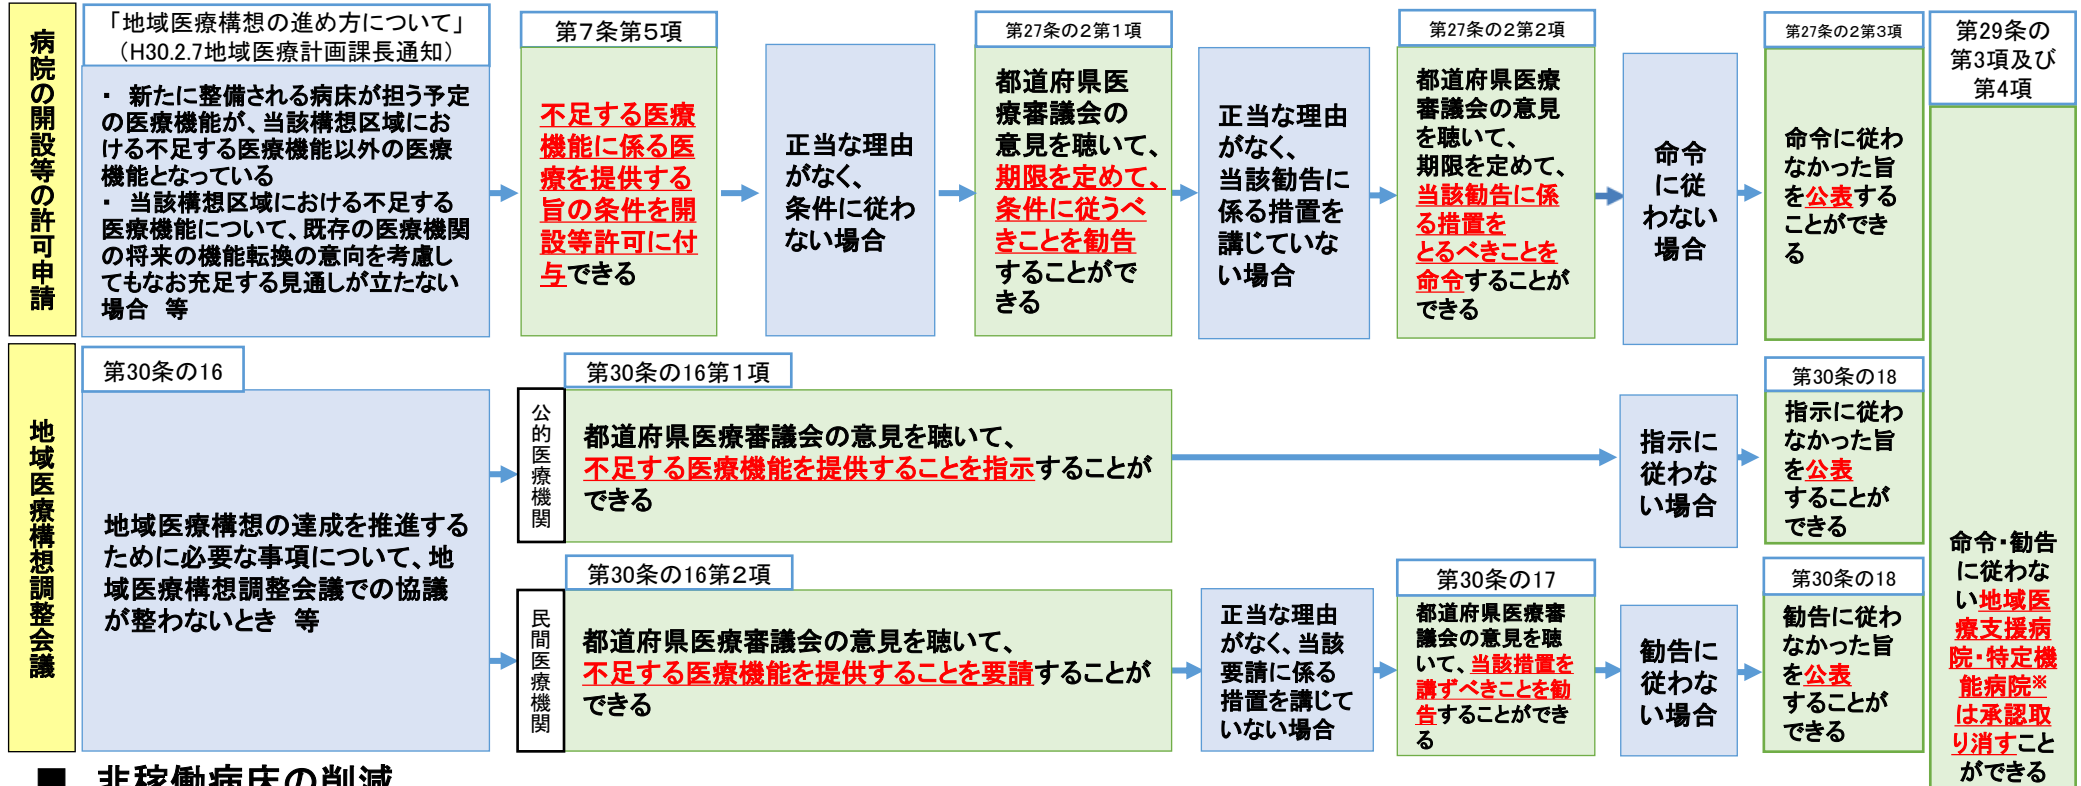 病院の開設等の許可申請
「地域医療構想の進め方について」
（H30.2.7地域医療計画課長通知）
・ 新たに整備される病床が担う予定
の医療機能が、当該構想区域にお
ける不足する医療機能以外の医療
機能となっている
・ 当該構想区域における不足する
医療機能について、既存の医療機関
の将来の機能転換の意向を考慮し
てもなお充足する見通しが立たない
場合 等
第7条第5項
不足する医療
機能に係る医
療を提供する
旨の条件を開
設等許可に付
与できる
正当な理由
がなく、
条件に従わ
ない場合
第27条の2第1項
都道府県医
療審議会の
意見を聴いて、
期限を定めて、
条件に従うべ
きことを勧告
することがで
きる
正当な理由
がなく、
当該勧告に
係る措置を
講じていな
い場合
第27条の2第2項
都道府県医療
審議会の意見
を聴いて、
期限を定めて、
当該勧告に係
る措置を
とるべきことを
命令することが
できる
命令
に従
わない
場合
第27条の2第3項
命令に従わ
なかった旨
を公表する
ことができ
る
第29条の
第3項及び
第4項
命令・勧告
に従わな
い地域医
療支援病
院・特定機
能病院※
は承認取
り消すこと
ができる
地域医療構想調整会議
第30条の16
地域医療構想の達成を推進する
ために必要な事項について、地
域医療構想調整会議での協議
が整わないとき 等
公的医療機関
第30条の16第１項
都道府県医療審議会の意見を聴いて、
不足する医療機能を提供することを指示することが
できる
指示に
従わな
い場合
第30条の18
指示に従わ
なかった旨
を公表
することが
できる
民間医療機関
第30条の16第２項
都道府県医療審議会の意見を聴いて、
不足する医療機能を提供することを要請することが
できる
正当な理由
がなく、当該
要請に係る
措置を講じて
いない場合
第30条の17
都道府県医療審
議会の意見を聴
いて、当該措置を
講ずべきことを勧
告することができ
る
勧告に
従わな
い場合
第30条の18
勧告に従わ
なかった旨
を公表
することが
できる
■ 非稼働病床の削減